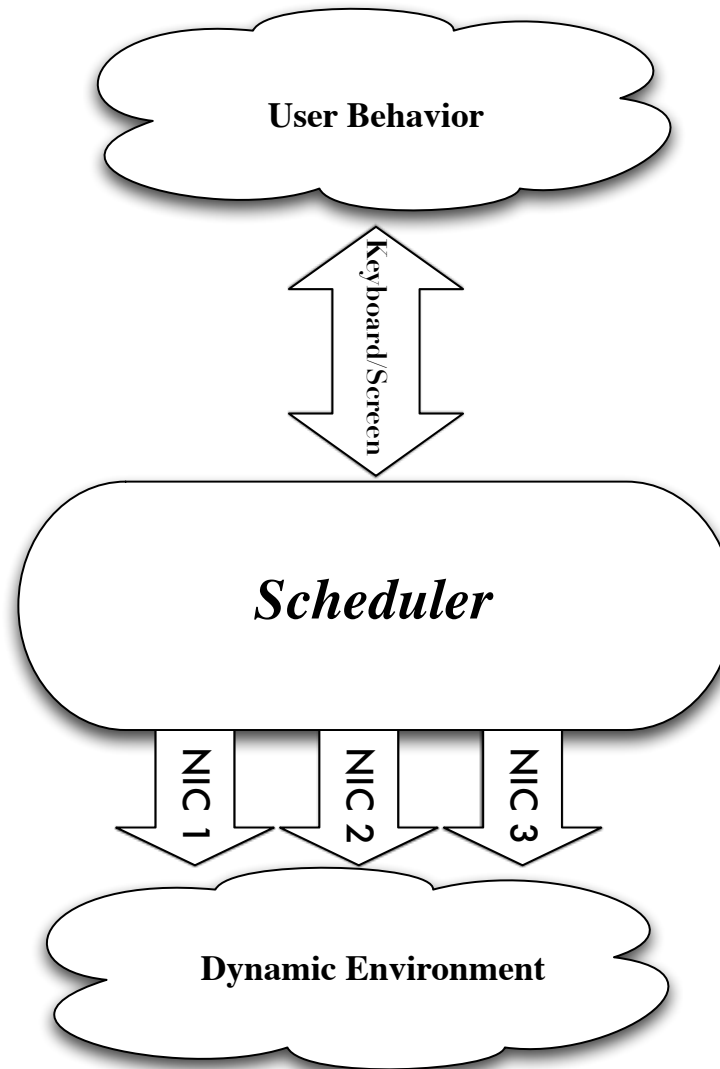 User Behavior
Keyboard/Screen
Scheduler
NIC 1
NIC 2
NIC 3
Dynamic Environment